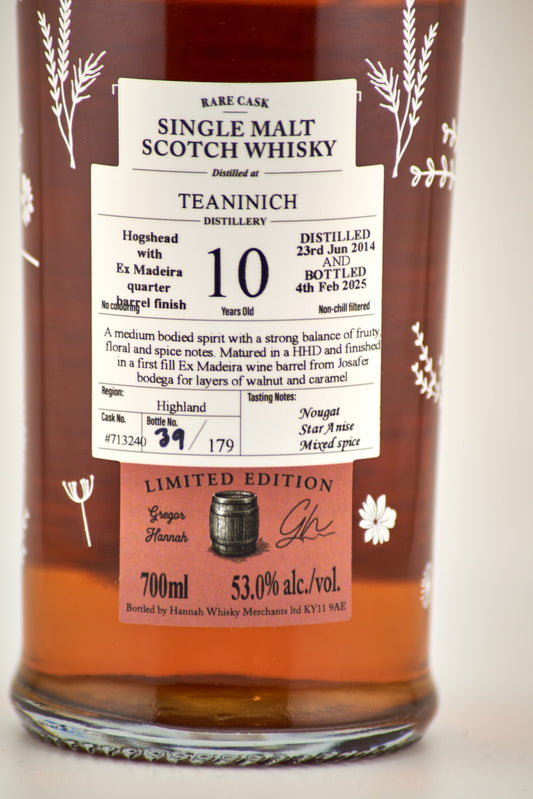 RARE CASK
SINGLE MALT
SCOTCH WHISKY
Distilled at
TEANINICH
DISTILLERY
Hogshead
with
Ex Madeira
quarter
barrel finish
No colouring
10
Years Old
DISTILLED
23rd Jun 2014
AND
BOTTLED
4th Feb 2025
Non-chill filtered
A medium bodied spirit with a strong balance of fruity,
floral and spice notes. Matured in a HHD and finished
in a first fill Ex Madeira wine barrel from Josafer
bodega for layers of walnut and caramel
Region:
Highland
Cask No.
#713240
Bottle No.
39 / 179
Tasting Notes:
Nougat
Star Anise
Mixed spice
LIMITED EDITION
Gregor
Hannah
700ml 53.0% alc./vol.
Bottled by Hannah Whisky Merchants ltd KY11 9AE